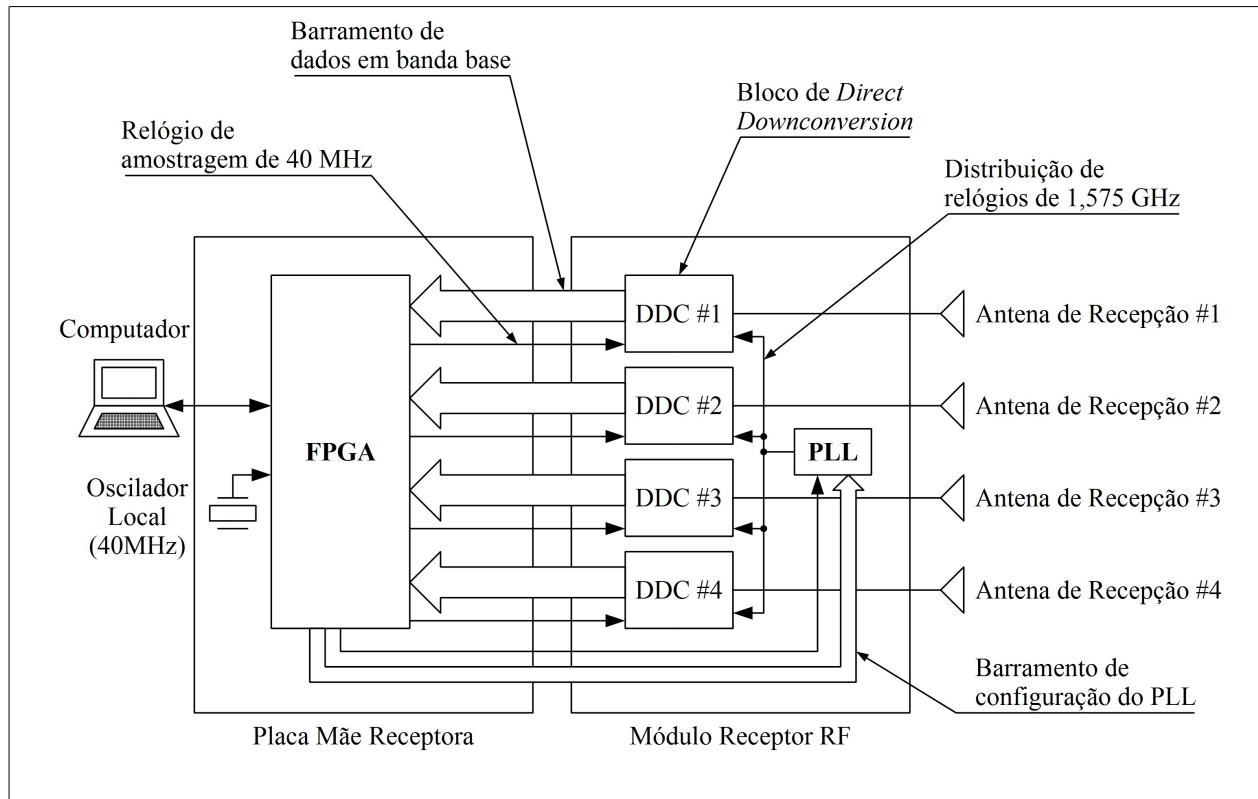 Barramento de
dados em banda base
Bloco de Direct
Downconversion
Relógio de
amostragem de 40 MHz
Distribuição de
relógios de 1,575 GHz
DDC #1
Antena de Recepção #1
Computador
DDC #2
Antena de Recepção #2
FPGA
PLL
Oscilador
Local
(40MHz)
DDC #3
Antena de Recepção #3
DDC #4
Antena de Recepção #4
Barramento de
configuração do PLL
Placa Mãe Receptora
Módulo Receptor RF